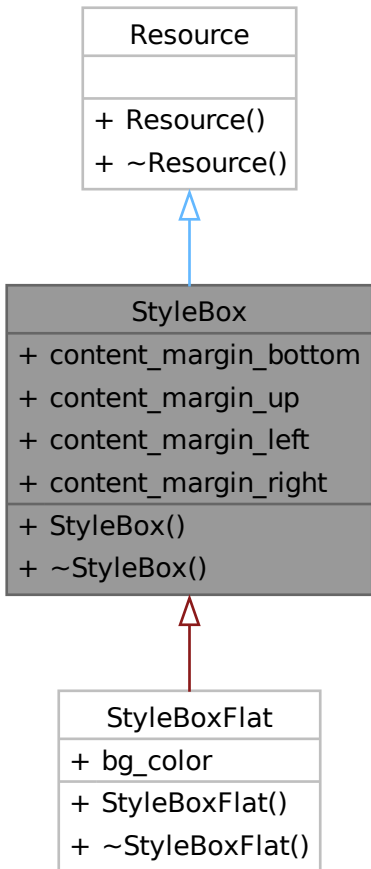 Resource
+ Resource()
+ ~Resource()
StyleBox
+ content_margin_bottom
+ content_margin_up
+ content_margin_left
+ content_margin_right
+ StyleBox()
+ ~StyleBox()
StyleBoxFlat
+ bg_color
+ StyleBoxFlat()
+ ~StyleBoxFlat()